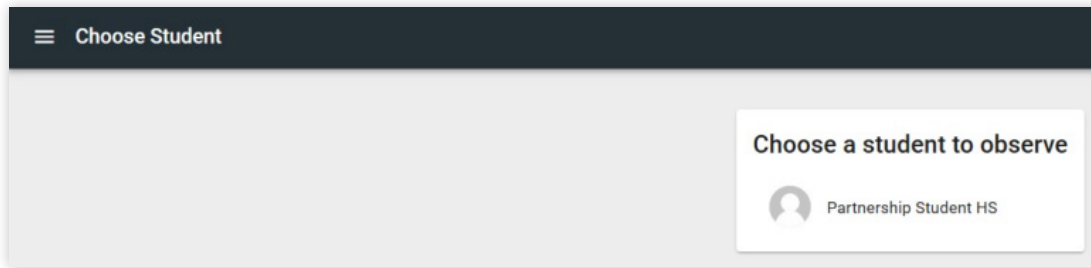 Choose Student
Choose a student to observe
Partnership Student HS